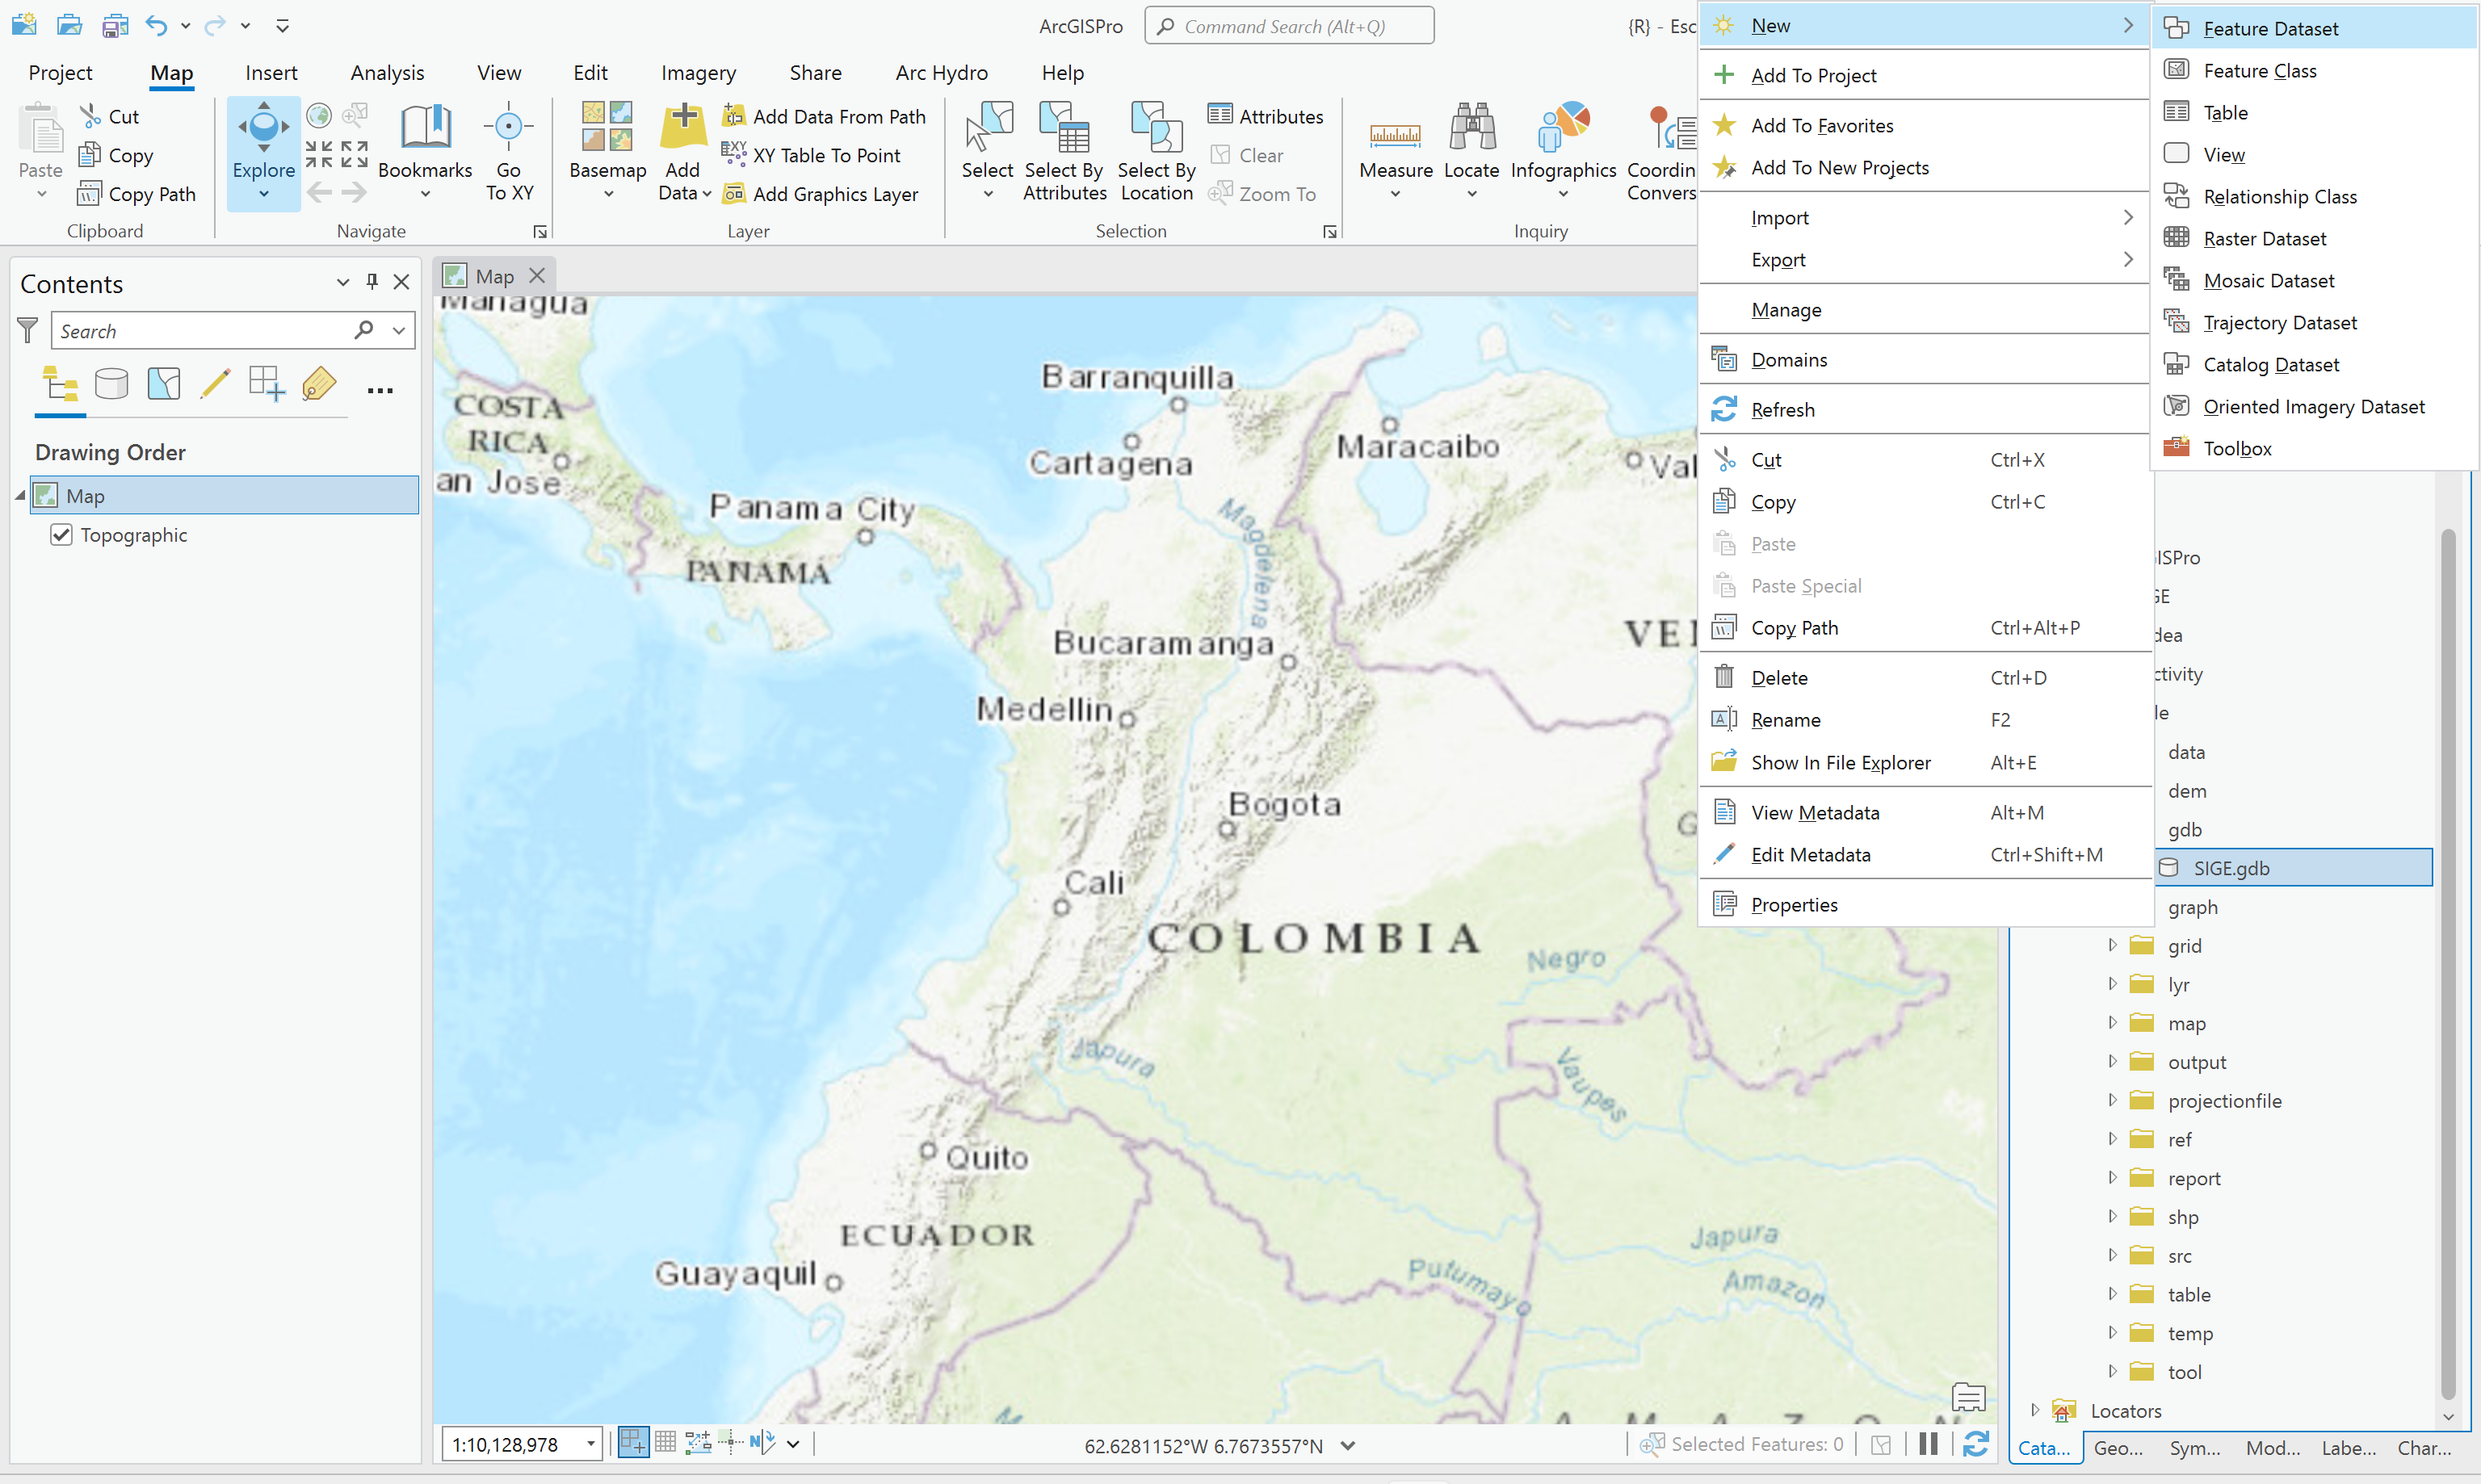 ArcGISPro
Command Search (Alt+Q)
{R} - Esc
Project
Map
Insert
Analysis
View
Edit
Imagery
Share
Arc Hydro
Help
Paste
Cut
Copy
Copy Path
Clipboard
Explore
Bookmarks
Go
To XY
Navigate
Basemap
Add
Data
Add Data From Path
XY Table To Point
Add Graphics Layer
Layer
Select
Select By
Attributes
Select By
Location
Attributes
Clear
Zoom To
Selection
Measure
Locate
Infographics
Coordin
Convers
Inquiry
Contents
Search
Drawing Order
Map
Topographic
Map
Managua
COSTA
RICA
an Jose
Panama City
PANAMA
Barranquilla
Cartagena
Maracaibo
Val
Magdelena
Bucaramanga
VE
Medellin
Bogota
G
Cali
COLOMBIA
Negro
Japura
Vaupes
Quito
ECUADOR
Guayaquil
Putumayo
Japura
Amazon
1:10,128,978
62.6281152°W 6.7673557°N
Selected Features: 0
New
Add To Project
Add To Favorites
Add To New Projects
Import
Export
Manage
Domains
Refresh
Cut Ctrl+X
Copy Ctrl+C
Paste
Paste Special
Copy Path Ctrl+Alt+P
Delete Ctrl+D
Rename F2
Show In File Explorer Alt+E
View Metadata Alt+M
Edit Metadata Ctrl+Shift+M
Properties
Feature Dataset
Feature Class
Table
View
Relationship Class
Raster Dataset
Mosaic Dataset
Trajectory Dataset
Catalog Dataset
Oriented Imagery Dataset
Toolbox
ISPro
GE
dea
ctivity
le
data
dem
gdb
SIGE.gdb
graph
grid
lyr
map
output
projectionfile
ref
report
shp
src
table
temp
tool
Locators
Cata...
Geo...
Sym...
Mod...
Labe...
Char...